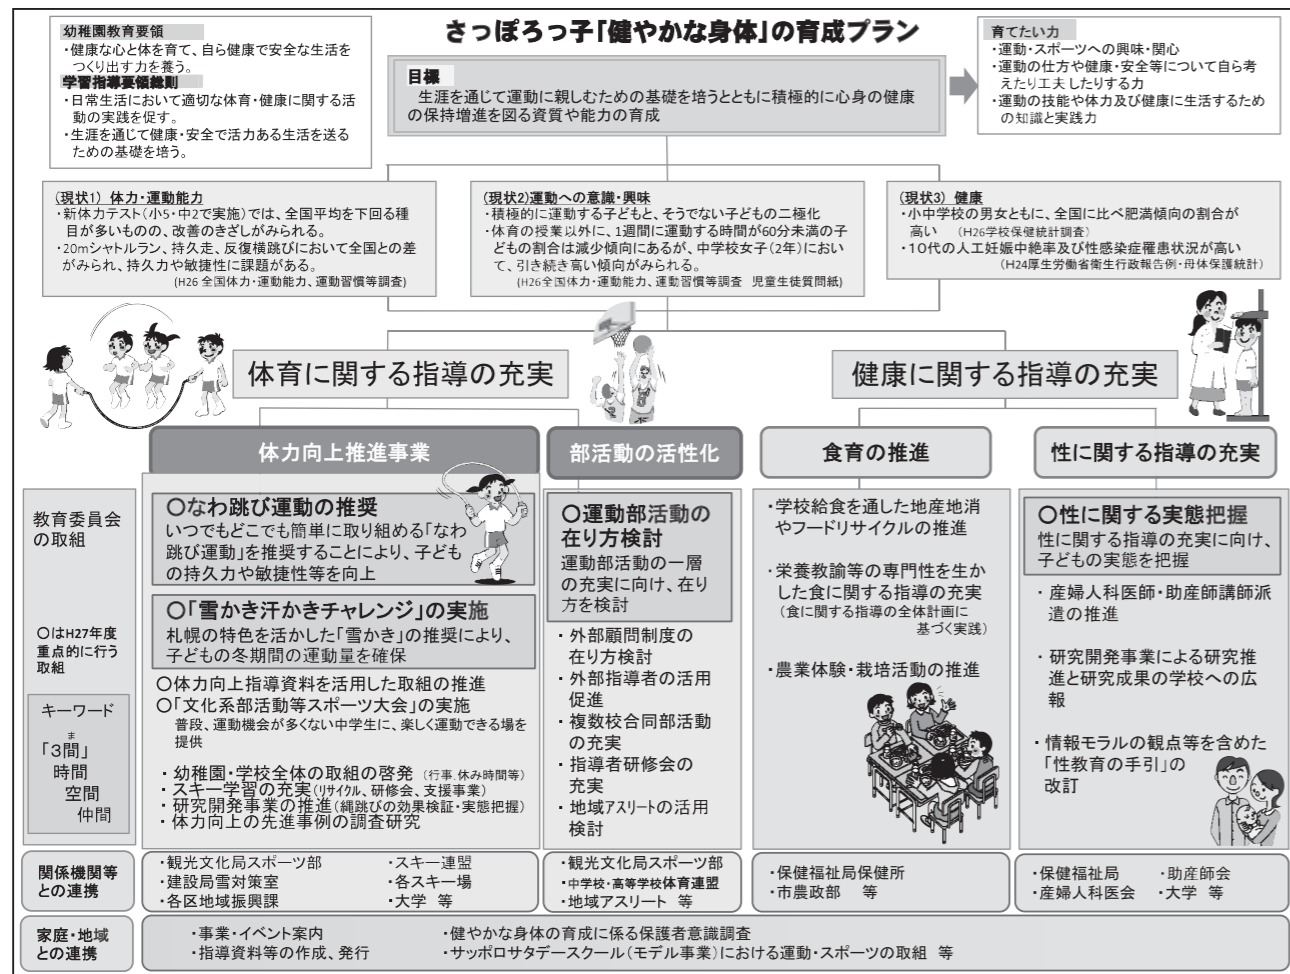 さっぽろっ子「健やかな身体」の育成プラン
幼稚園教育要領
・健康な心と体を育て、自ら健康で安全な生活を
つくり出す力を養う。
学習指導要領総則
・日常生活において適切な体育・健康に関する活
動の実践を促す。
・生涯を通じて健康・安全で活力ある生活を送る
ための基礎を培う。
目標
生涯を通じて運動に親しむための基礎を培うとともに積極的に心身の健康
の保持増進を図る資質や能力の育成
育てたい力
・運動・スポーツへの興味・関心
・運動の仕方や健康・安全等について自ら考
えたり工夫したりする力
・運動の技能や体力及び健康に生活するため
の知識と実践力
(現状1) 体力・運動能力
・新体力テスト(小5・中2で実施)では、全国平均を下回る種
目が多いものの、改善のきざしがみられる。
・20mシャトルラン、持久走、反復横跳びにおいて全国との差
がみられ、持久力や敏捷性に課題がある。
(H26 全国体力・運動能力、運動習慣等調査)
(現状2)運動への意識・興味
・積極的に運動する子どもと、そうでない子どもの二極化
・体育の授業以外に、1週間に運動する時間が60分未満の子
どもの割合は減少傾向にあるが、中学校女子(2年)におい
て、引き続き高い傾向がみられる。
(H26全国体力・運動能力、運動習慣等調査 児童生徒質問紙)
(現状3) 健康
・小中学校の男女ともに、全国に比べ肥満傾向の割合が
高い (H26学校保健統計調査)
・10代の人工妊娠中絶率及び性感染症罹患状況が高い
(H24厚生労働省衛生行政報告例・母体保護統計)
体育に関する指導の充実
健康に関する指導の充実
体力向上推進事業
部活動の活性化
食育の推進
性に関する指導の充実
教育委員会
の取組
○はH27年度
重点的に行う
取組
キーワード
ま
「3間」
時間
空間
仲間
○なわ跳び運動の推奨
いつでもどこでも簡単に取り組める「なわ
跳び運動」を推奨することにより、子ども
の持久力や敏捷性等を向上
○「雪かき汗かきチャレンジ」の実施
札幌の特色を活かした「雪かき」の推奨により、
子どもの冬期間の運動量を確保
○体力向上指導資料を活用した取組の推進
○「文化系部活動等スポーツ大会」の実施
普段、運動機会が多くない中学生に、楽しく運動できる場を
提供
・幼稚園・学校全体の取組の啓発 (行事、休み時間等)
・スキー学習の充実(リサイクル、研修会、支援事業)
・研究開発事業の推進(縄跳びの効果検証・実態把握)
・体力向上の先進事例の調査研究
○運動部活動の
在り方検討
運動部活動の一層
の充実に向け、在り
方を検討
・外部顧問制度の
在り方検討
・外部指導者の活用
促進
・複数校合同部活動
の充実
・指導者研修会の
充実
・地域アスリートの活用
検討
・学校給食を通した地産地消
やフードリサイクルの推進
・栄養教諭等の専門性を生か
した食に関する指導の充実
(食に関する指導の全体計画に
基づく実践)
・農業体験・栽培活動の推進
○性に関する実態把握
性に関する指導の充実に向け、
子どもの実態を把握
・産婦人科医師・助産師講師派
遣の推進
・研究開発事業による研究推
進と研究成果の学校への広
報
・情報モラルの観点等を含めた
「性教育の手引」の
改訂
関係機関等
との連携
・観光文化局スポーツ部 ・スキー連盟
・建設局雪対策室 ・各スキー場
・各区地域振興課 ・大学 等
・観光文化局スポーツ部
・中学校・高等学校体育連盟
・地域アスリート 等
・保健福祉局保健所
・市農政部 等
・保健福祉局 ・助産師会
・産婦人科医会 ・大学 等
家庭・地域
との連携
・事業・イベント案内 ・健やかな身体の育成に係る保護者意識調査
・指導資料等の作成、発行 ・サッポロサタデースクール(モデル事業)における運動・スポーツの取組 等